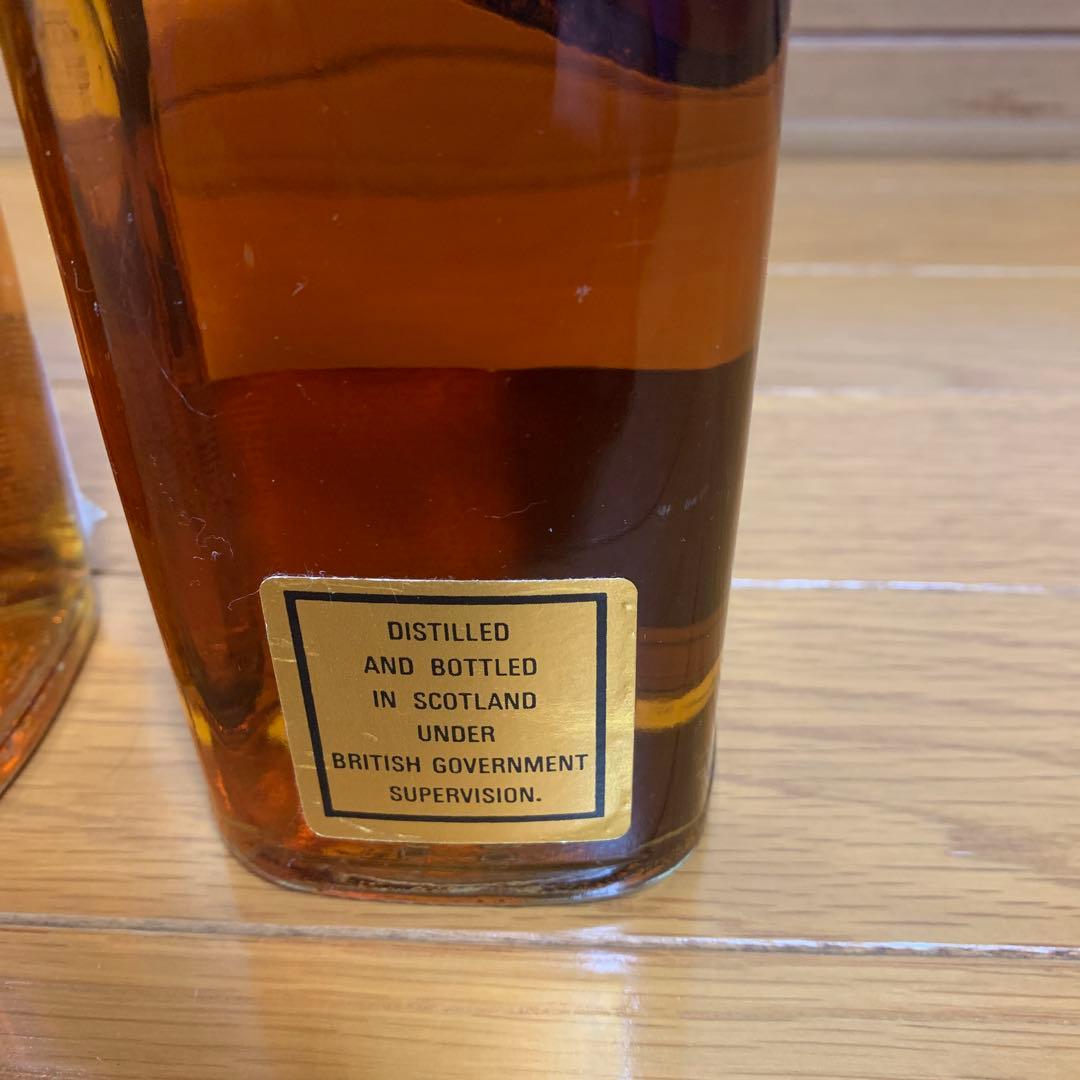 DISTILLED
AND BOTTLED
IN SCOTLAND
UNDER
BRITISH GOVERNMENT
SUPERVISION.